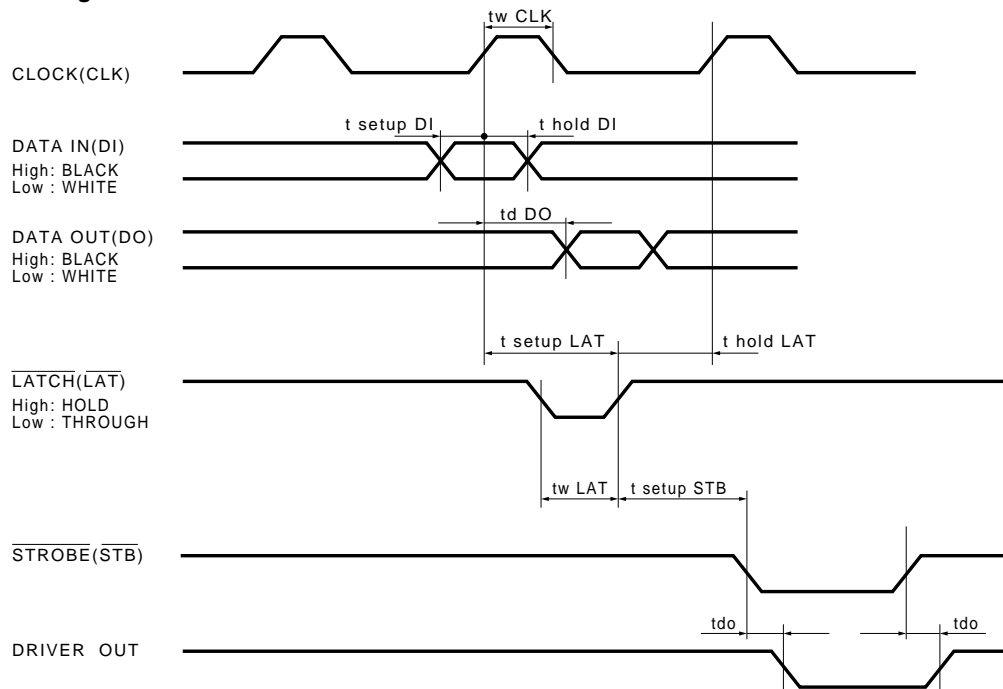 tw CLK
CLOCK(CLK)
t setup DI
t hold DI
DATA IN(DI)
High: BLACK
Low : WHITE
td DO
DATA OUT(DO)
High: BLACK
Low : WHITE
t setup LAT
t hold LAT
LATCH(LAT)
High: HOLD
Low : THROUGH
tw LAT
t setup STB
STROBE(STB)
tdo
tdo
DRIVER OUT